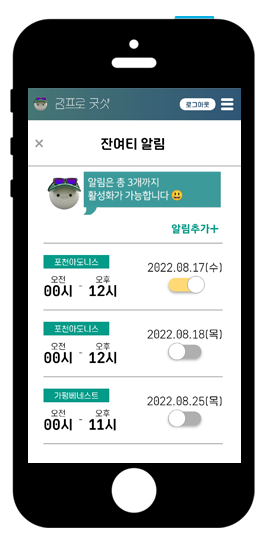 골프로 굿샷
로그아웃
× 잔여티 알림
알림은 총 3개까지
활성화가 가능합니다 😃
알림추가+
포천아도니스
2022.08.17(수)
오전 오후
00시 - 12시
포천아도니스
2022.08.18(목)
오전 오후
00시 - 12시
가평베네스트
2022.08.25(목)
오전 오후
00시 - 11시